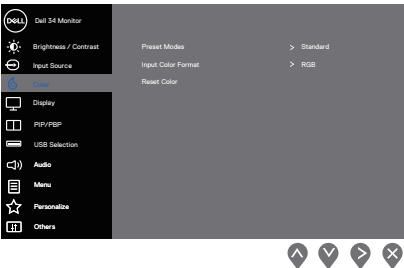 DELL Dell 34 Monitor
Brightness / Contrast Preset Modes > Standard
Input Source Input Color Format > RGB
Color Reset Color
Display
PIP/PBP
USB Selection
Audio
Menu
Personalize
Others